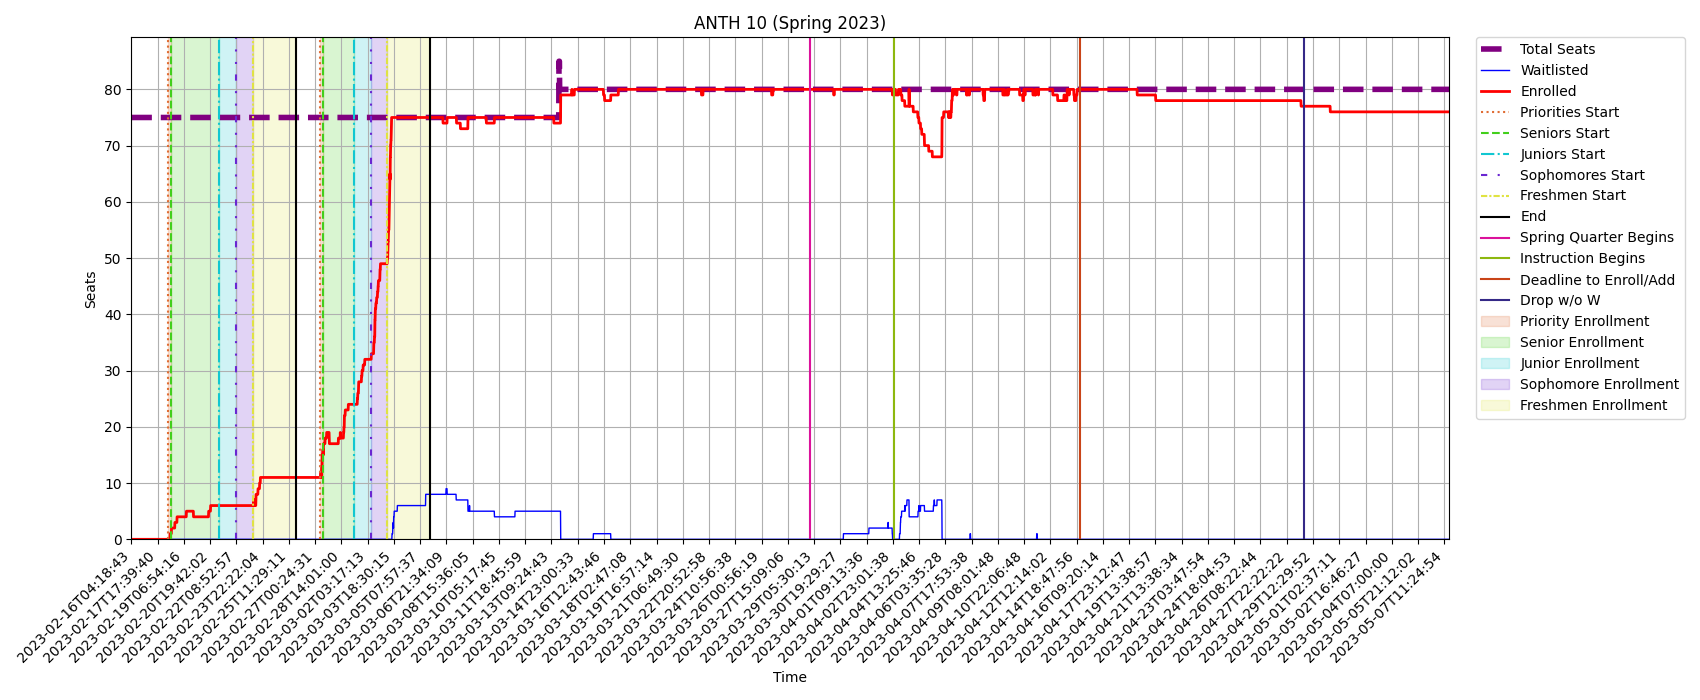 ANTH 10 (Spring 2023)
Seats
80
70
60
50
40
30
20
10
0
2023-02-16T04:18:43
2023-02-17T17:39:40
2023-02-19T06:54:16
2023-02-20T19:42:02
2023-02-22T08:52:57
2023-02-23T22:22:04
2023-02-25T11:29:11
2023-02-27T00:24:31
2023-02-28T14:01:00
2023-03-02T03:17:13
2023-03-03T18:30:15
2023-03-05T07:57:37
2023-03-06T21:34:09
2023-03-08T15:36:05
2023-03-10T05:17:45
2023-03-11T18:45:59
2023-03-13T09:24:43
2023-03-14T23:00:33
2023-03-16T12:43:46
2023-03-18T02:47:08
2023-03-19T16:57:14
2023-03-21T06:49:30
2023-03-22T20:52:58
2023-03-24T10:56:38
2023-03-26T00:56:19
2023-03-27T15:09:06
2023-03-29T05:30:13
2023-03-30T19:29:27
2023-04-01T09:13:36
2023-04-02T23:01:38
2023-04-04T13:25:46
2023-04-06T03:35:28
2023-04-07T17:53:38
2023-04-09T08:01:48
2023-04-10T22:06:48
2023-04-12T12:14:02
2023-04-14T18:47:56
2023-04-16T09:20:14
2023-04-17T23:12:47
2023-04-19T13:38:57
2023-04-21T11:38:34
2023-04-23T03:47:54
2023-04-24T18:04:53
2023-04-26T08:22:44
2023-04-27T22:22:22
2023-04-29T12:29:52
2023-05-01T02:37:11
2023-05-02T16:46:27
2023-05-04T07:00:00
2023-05-05T21:12:02
2023-05-07T11:24:54
Time
Total Seats
Waitlisted
Enrolled
Priorities Start
Seniors Start
Juniors Start
Sophomores Start
Freshmen Start
End
Spring Quarter Begins
Instruction Begins
Deadline to Enroll/Add
Drop w/o W
Priority Enrollment
Senior Enrollment
Junior Enrollment
Sophomore Enrollment
Freshmen Enrollment